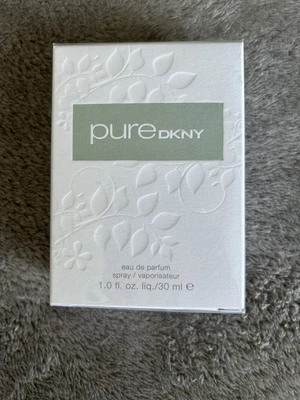 pureDKNY
eau de parfum
spray / vaporisateur
1.0 fl. oz. liq./30 ml e